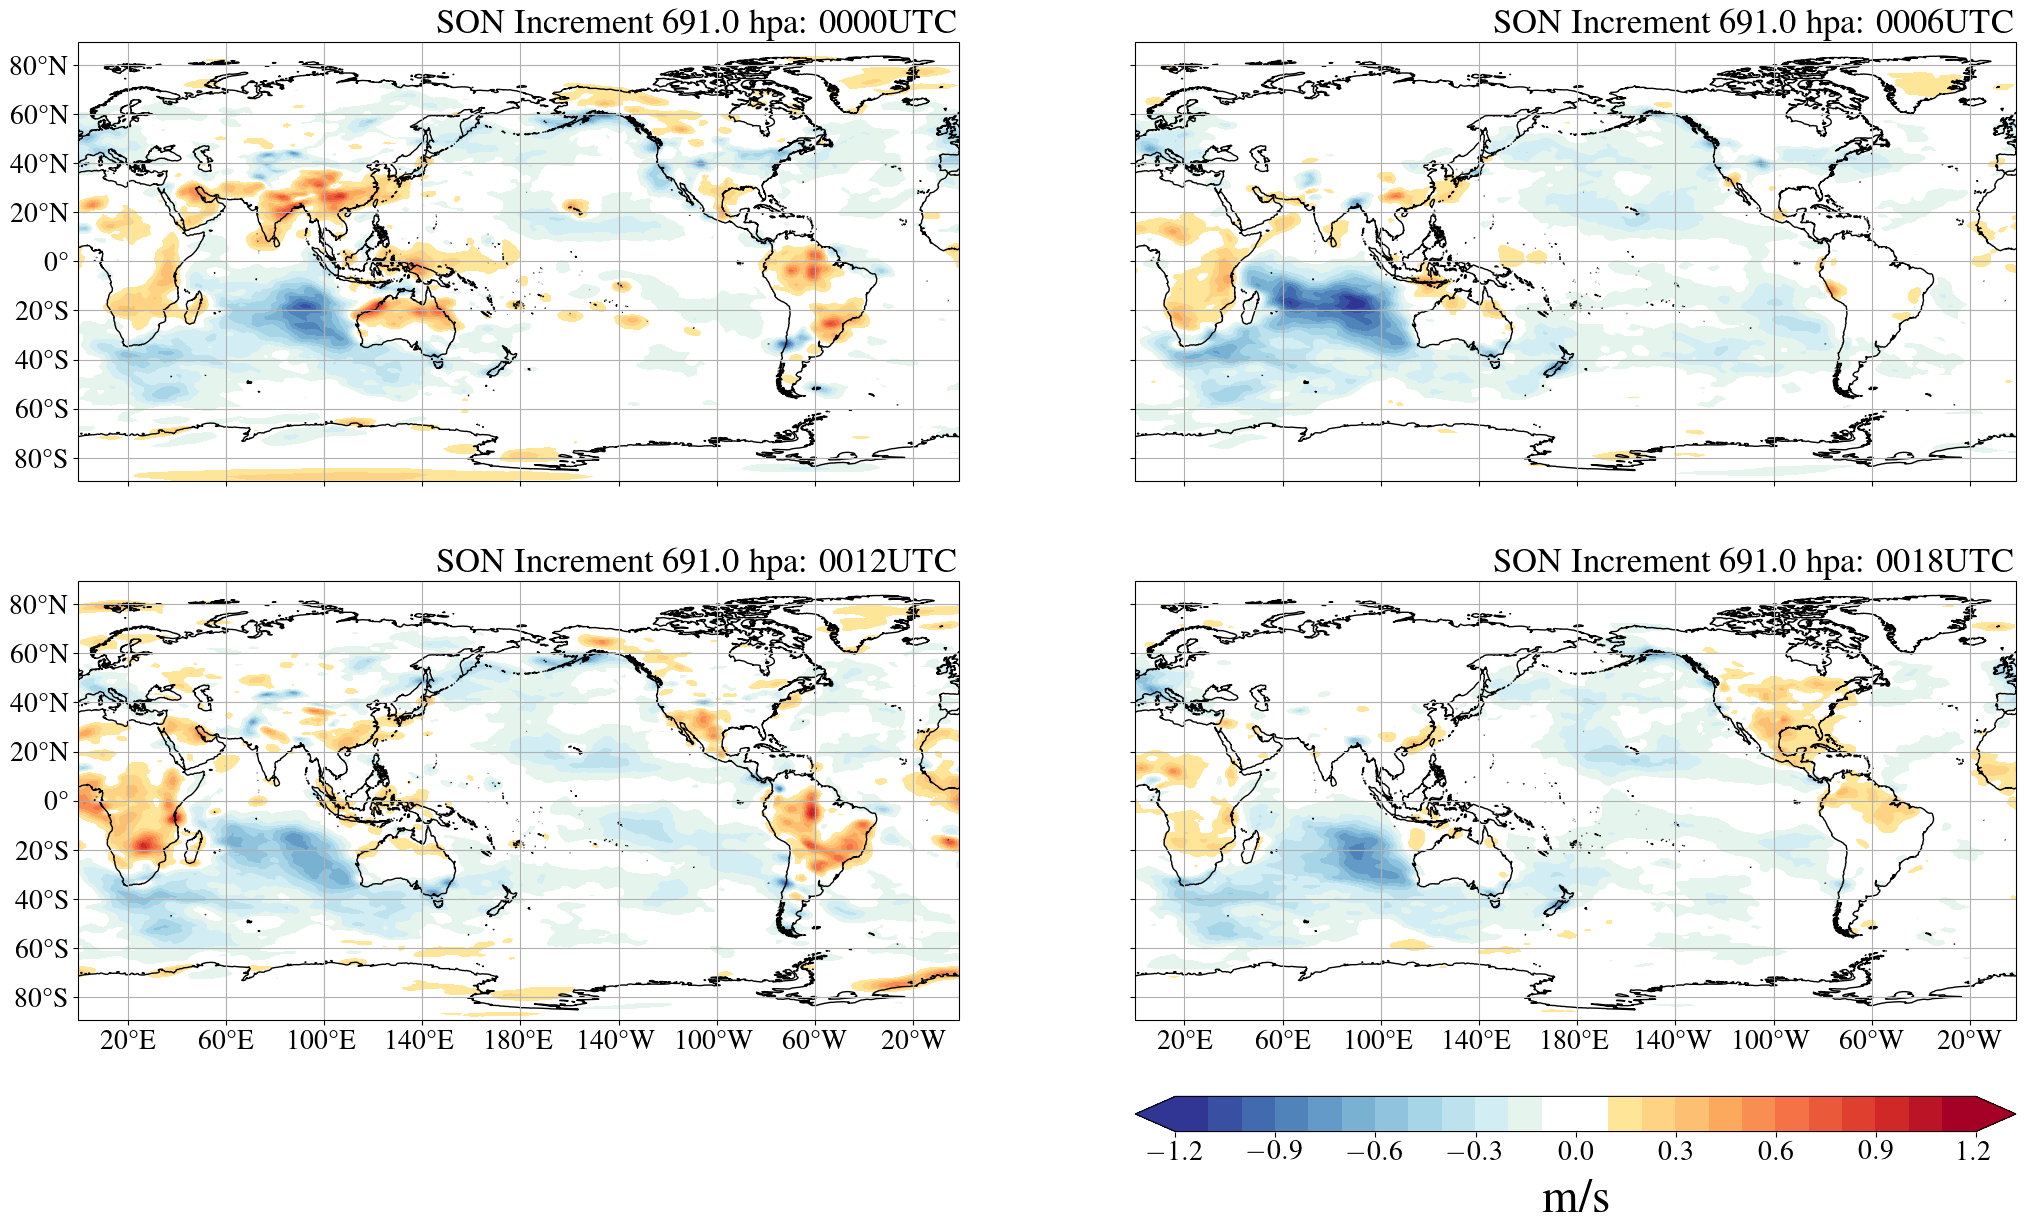 SON Increment 691.0 hpa: 0000UTC
SON Increment 691.0 hpa: 0006UTC
80°N
60°N
40°N
20°N
0°
20°S
40°S
60°S
80°S
SON Increment 691.0 hpa: 0012UTC
SON Increment 691.0 hpa: 0018UTC
80°N
60°N
40°N
20°N
0°
20°S
40°S
60°S
80°S
20°E 60°E 100°E 140°E 180°E 140°W 100°W 60°W 20°W
20°E 60°E 100°E 140°E 180°E 140°W 100°W 60°W 20°W
−1.2 −0.9 −0.6 −0.3 0.0 0.3 0.6 0.9 1.2
m/s